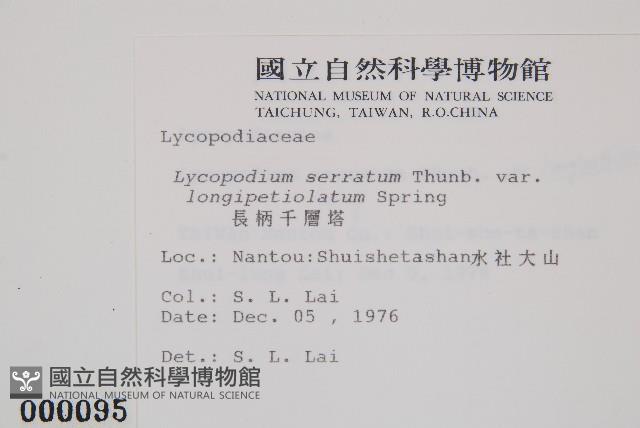 國立自然科學博物館
NATIONAL MUSEUM OF NATURAL SCIENCE
TAICHUNG, TAIWAN, R.O.CHINA
Lycopodiaceae
Lycopodium serratum Thunb. var.
longipetiolatum Spring
長柄千層塔
Loc.: Nantou:Shuishetashan水社大山
Col.: S. L. Lai
Date: Dec. 05 , 1976
Det.: S. L. Lai
國立自然科學博物館
NATIONAL MUSEUM OF NATURAL SCIENCE
000095